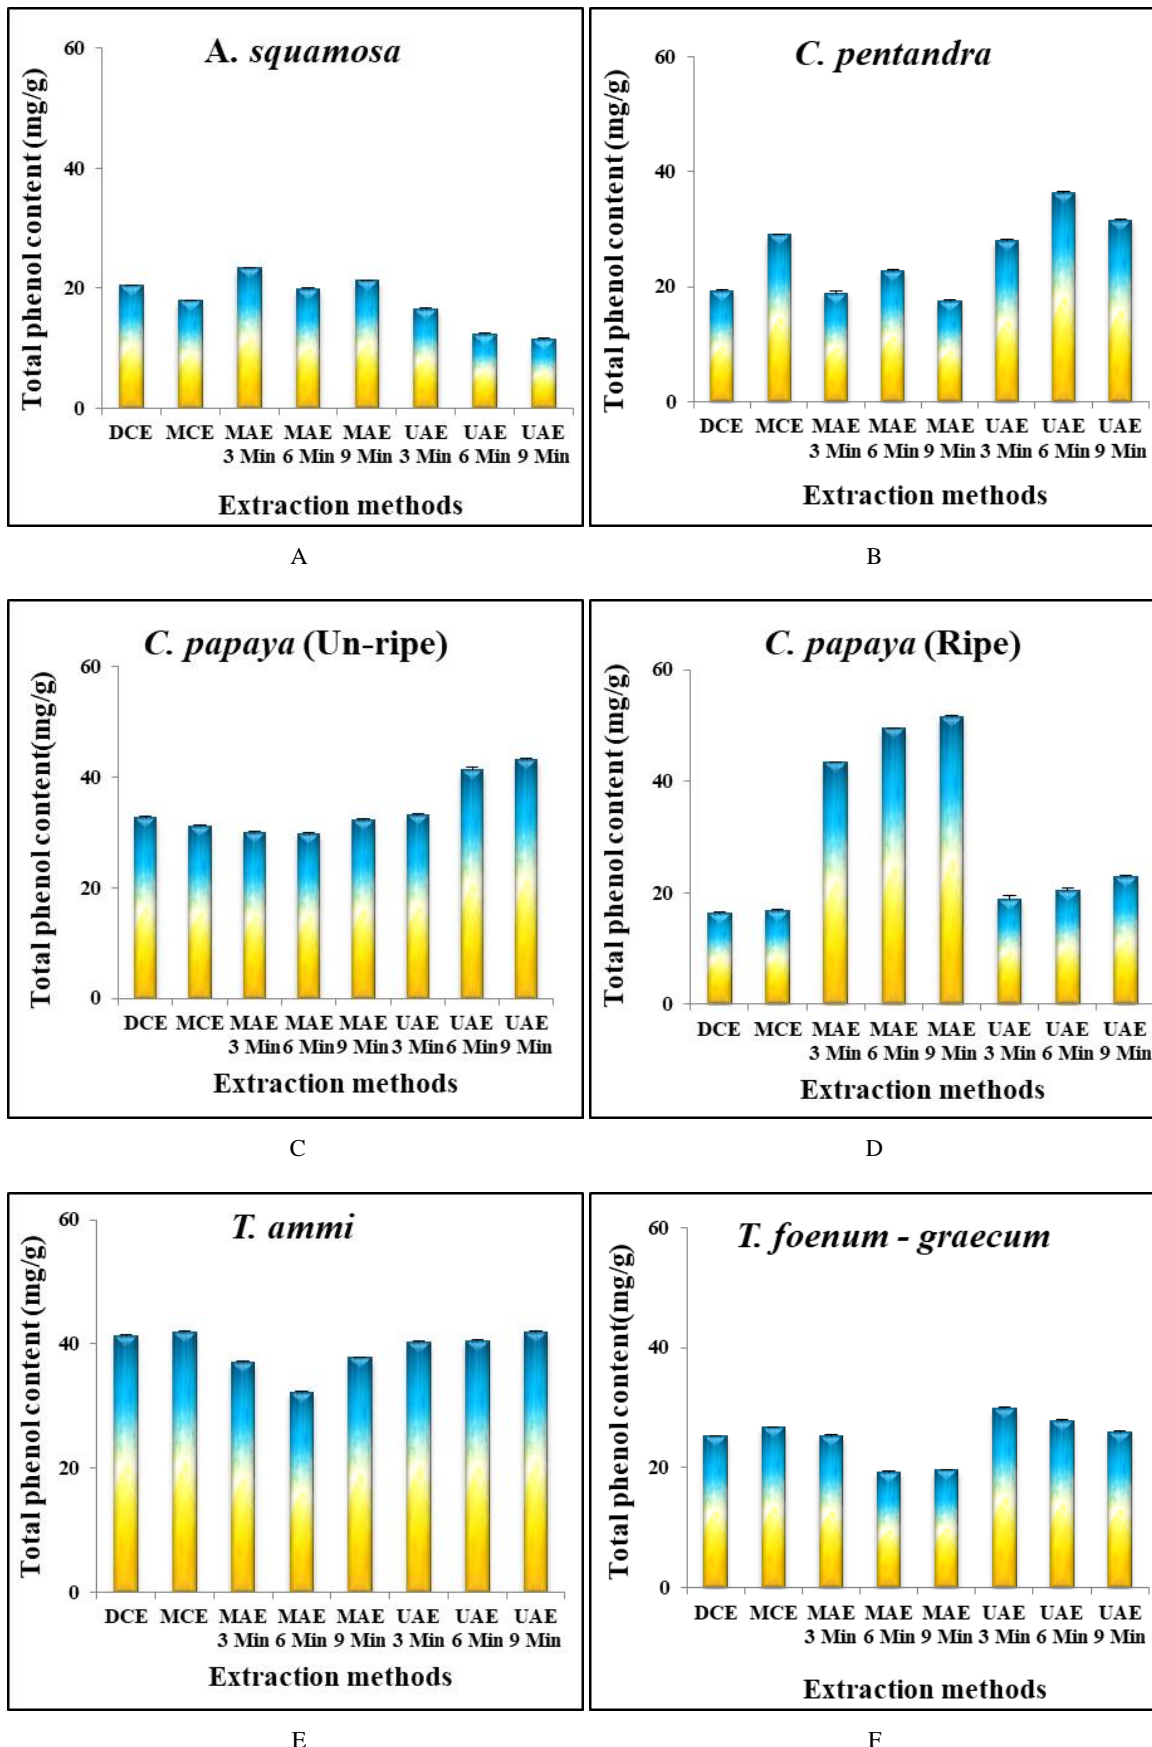 A. squamosa
Total phenol content (mg/g)
60
40
20
0
DCE MCE MAE MAE MAE UAE UAE UAE
3 Min 6 Min 9 Min 3 Min 6 Min 9 Min
Extraction methods
A
C. pentandra
Total phenol content (mg/g)
60
40
20
0
DCE MCE MAE MAE MAE UAE UAE UAE
3 Min 6 Min 9 Min 3 Min 6 Min 9 Min
Extraction methods
B
C. papaya (Un-ripe)
Total phenol content(mg/g)
60
40
20
0
DCE MCE MAE MAE MAE UAE UAE UAE
3 Min 6 Min 9 Min 3 Min 6 Min 9 Min
Extraction methods
C
C. papaya (Ripe)
Total phenol content (mg/g)
60
40
20
0
DCE MCE MAE MAE MAE UAE UAE UAE
3 Min 6 Min 9 Min 3 Min 6 Min 9 Min
Extraction methods
D
T. ammi
Total phenol content (mg/g)
60
40
20
0
DCE MCE MAE MAE MAE UAE UAE UAE
3 Min 6 Min 9 Min 3 Min 6 Min 9 Min
Extraction methods
E
T. foenum - graecum
Total phenol content(mg/g)
60
40
20
0
DCE MCE MAE MAE MAE UAE UAE UAE
3 Min 6 Min 9 Min 3 Min 6 Min 9 Min
Extraction methods
F